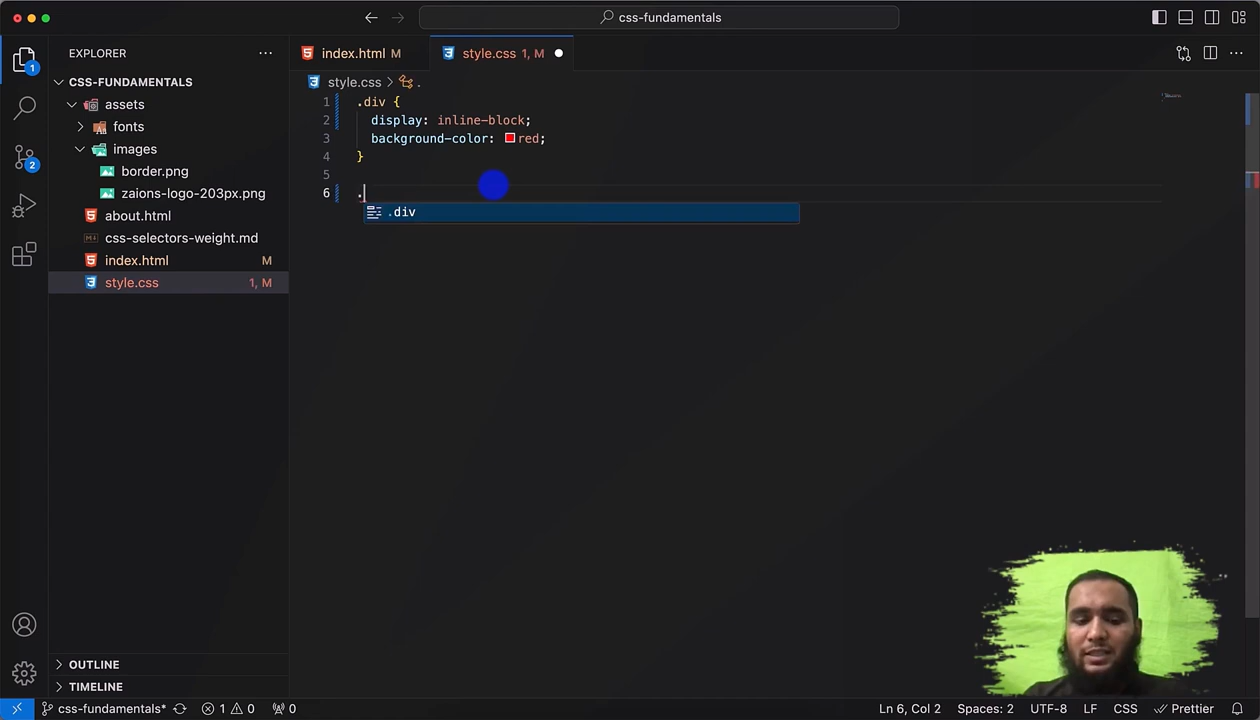 css-fundamentals
EXPLORER
index.html M
style.css 1, M
CSS-FUNDAMENTALS
assets
fonts
images
border.png
zaions-logo-203px.png
about.html
css-selectors-weight.md
index.html M
style.css 1, M
style.css > .
1 .div {
2 display: inline-block;
3 background-color: red;
4 }
5
6 .
.div
OUTLINE
TIMELINE
1
2
css-fundamentals* 1 0 0 Ln 6, Col 2 Spaces: 2 UTF-8 LF CSS Prettier